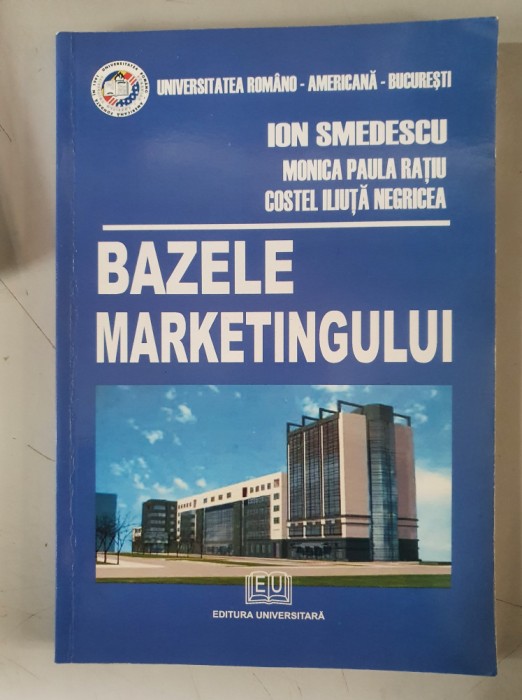 UNIVERSITATEA ROMÂNO - AMERICANĂ - BUCUREȘTI
ION SMEDESCU
MONICA PAULA RAȚIU
COSTEL ILIUȚĂ NEGRICEA
BAZELE
MARKETINGULUI
EU
EDITURA UNIVERSITARĂ